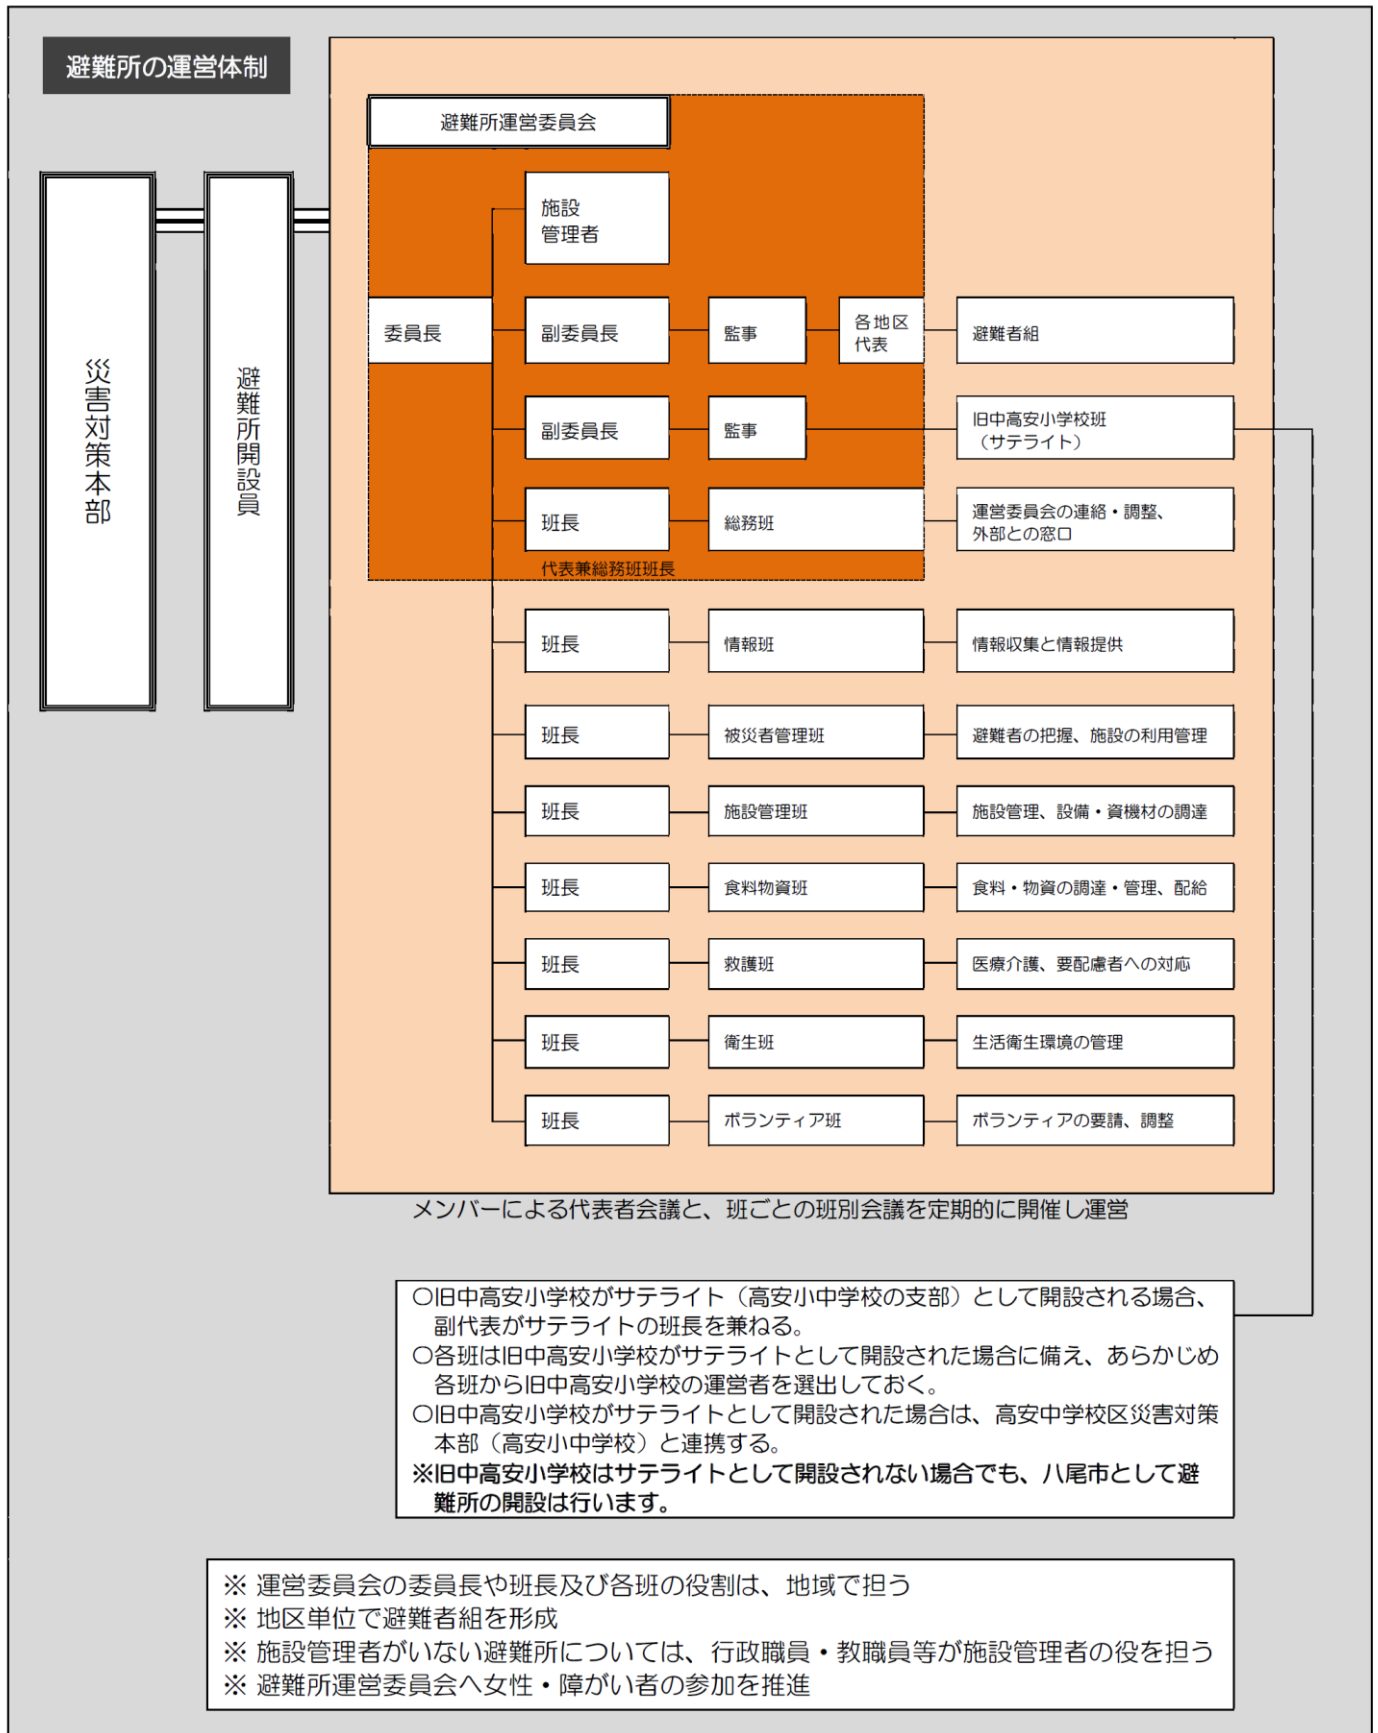 避難所の運営体制
避難所運営委員会
災害対策本部
避難所開設員
施設
管理者
委員長
副委員長
監事
各地区
代表
避難者組
副委員長
監事
旧中高安小学校班
（サテライト）
班長
総務班
運営委員会の連絡・調整、
外部との窓口
代表兼総務班班長
班長
情報班
情報収集と情報提供
班長
被災者管理班
避難者の把握、施設の利用管理
班長
施設管理班
施設管理、設備・資機材の調達
班長
食料物資班
食料・物資の調達・管理、配給
班長
救護班
医療介護、要配慮者への対応
班長
衛生班
生活衛生環境の管理
班長
ボランティア班
ボランティアの要請、調整
メンバーによる代表者会議と、班ごとの班別会議を定期的に開催し運営
〇旧中高安小学校がサテライト（高安小中学校の支部）として開設される場合、
副代表がサテライトの班長を兼ねる。
〇各班は旧中高安小学校がサテライトとして開設された場合に備え、あらかじめ
各班から旧中高安小学校の運営者を選出しておく。
〇旧中高安小学校がサテライトとして開設された場合は、高安中学校区災害対策
本部（高安小中学校）と連携する。
※旧中高安小学校はサテライトとして開設されない場合でも、八尾市として避
難所の開設は行います。
※ 運営委員会の委員長や班長及び各班の役割は、地域で担う
※ 地区単位で避難者組を形成
※ 施設管理者がいない避難所については、行政職員・教職員等が施設管理者の役を担う
※ 避難所運営委員会へ女性・障がい者の参加を推進